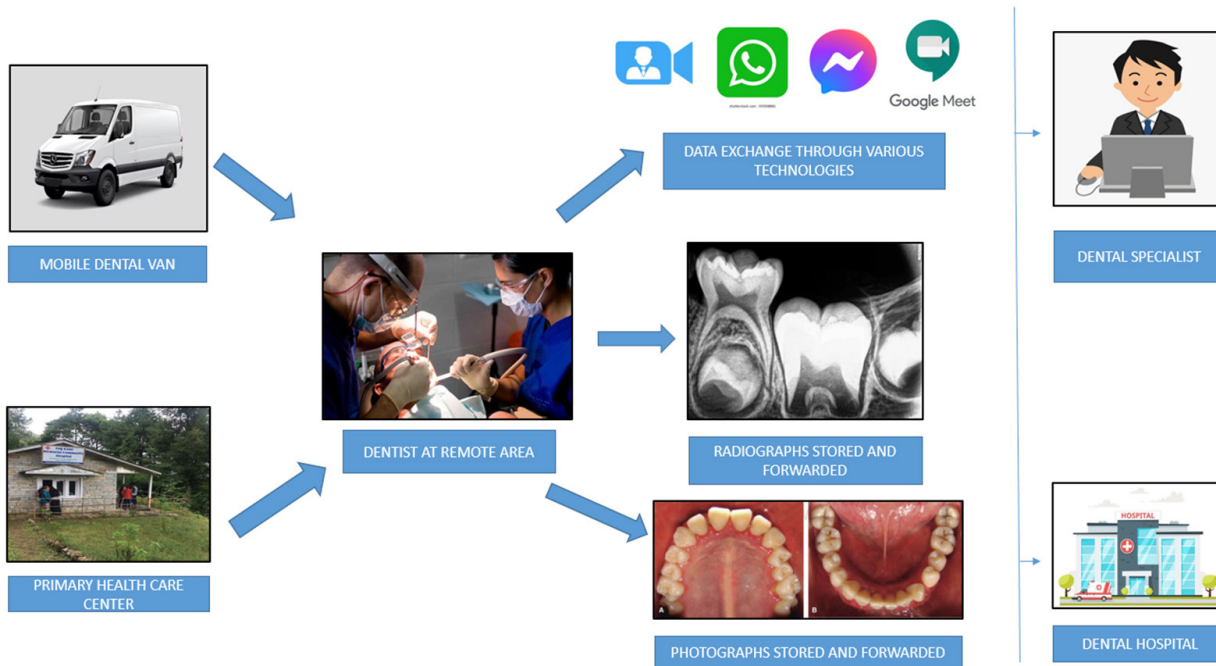 Google Meet
DATA EXCHANGE THROUGH VARIOUS
TECHNOLOGIES
MOBILE DENTAL VAN
DENTAL SPECIALIST
DENTIST AT REMOTE AREA
RADIOGRAPHS STORED AND
FORWARDED
HOSPITAL
PRIMARY HEALTH CARE
CENTER
A
B
PHOTOGRAPHS STORED AND FORWARDED
DENTAL HOSPITAL